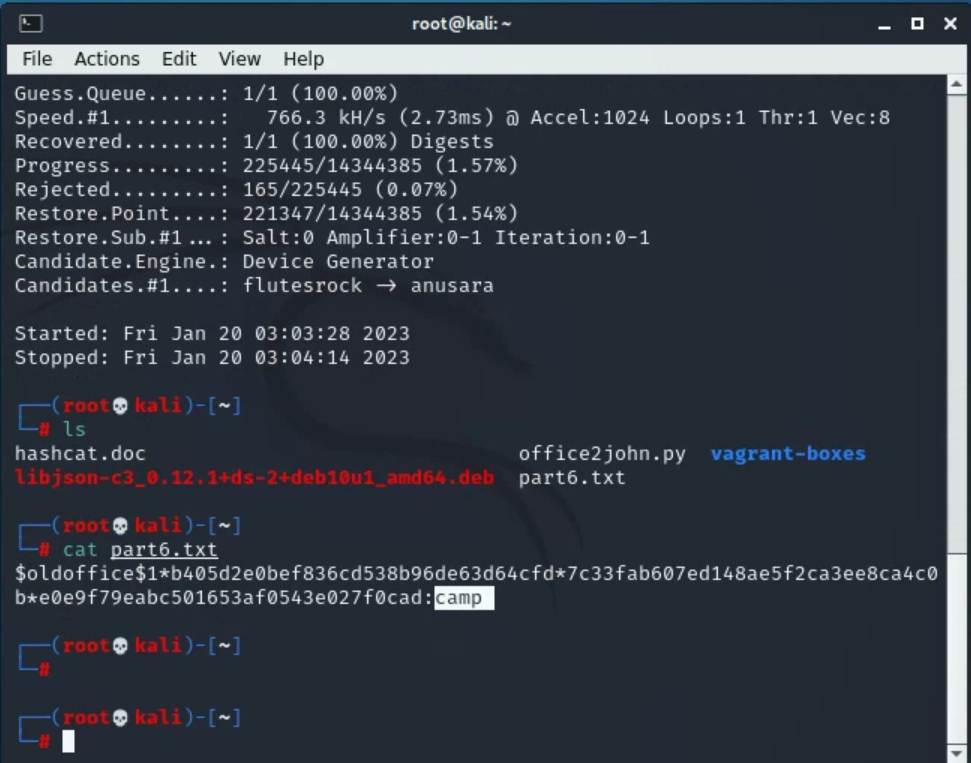 root@kali: ~
File Actions Edit View Help
Guess.Queue......: 1/1 (100.00%)
Speed.#1.........: 766.3 kH/s (2.73ms) @ Accel:1024 Loops:1 Thr:1 Vec:8
Recovered........: 1/1 (100.00%) Digests
Progress.........: 225445/14344385 (1.57%)
Rejected.........: 165/225445 (0.07%)
Restore.Point....: 221347/14344385 (1.54%)
Restore.Sub.#1...: Salt:0 Amplifier:0-1 Iteration:0-1
Candidate.Engine.: Device Generator
Candidates.#1....: flutesrock → anusara
Started: Fri Jan 20 03:03:28 2023
Stopped: Fri Jan 20 03:04:14 2023
┌──(root💀kali)-[~]
└─# ls
hashcat.doc office2john.py vagrant-boxes
libjson-c3_0.12.1+ds-2+deb10u1_amd64.deb part6.txt
┌──(root💀kali)-[~]
└─# cat part6.txt
$oldoffice$1*b405d2e0bef836cd538b96de63d64cfd*7c33fab607ed148ae5f2ca3ee8ca4c0
b*e0e9f79eabc501653af0543e027f0cad:camp
┌──(root💀kali)-[~]
└─#
┌──(root💀kali)-[~]
└─#